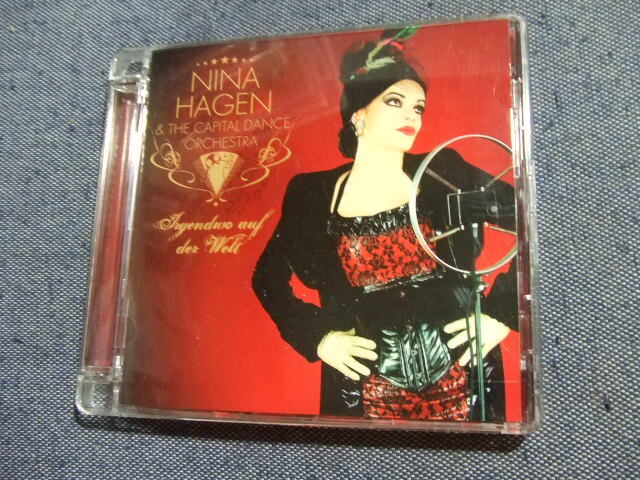 NINA
HAGEN
& THE CAPITAL DANCE
ORCHESTRA
Irgendwo auf
der Welt